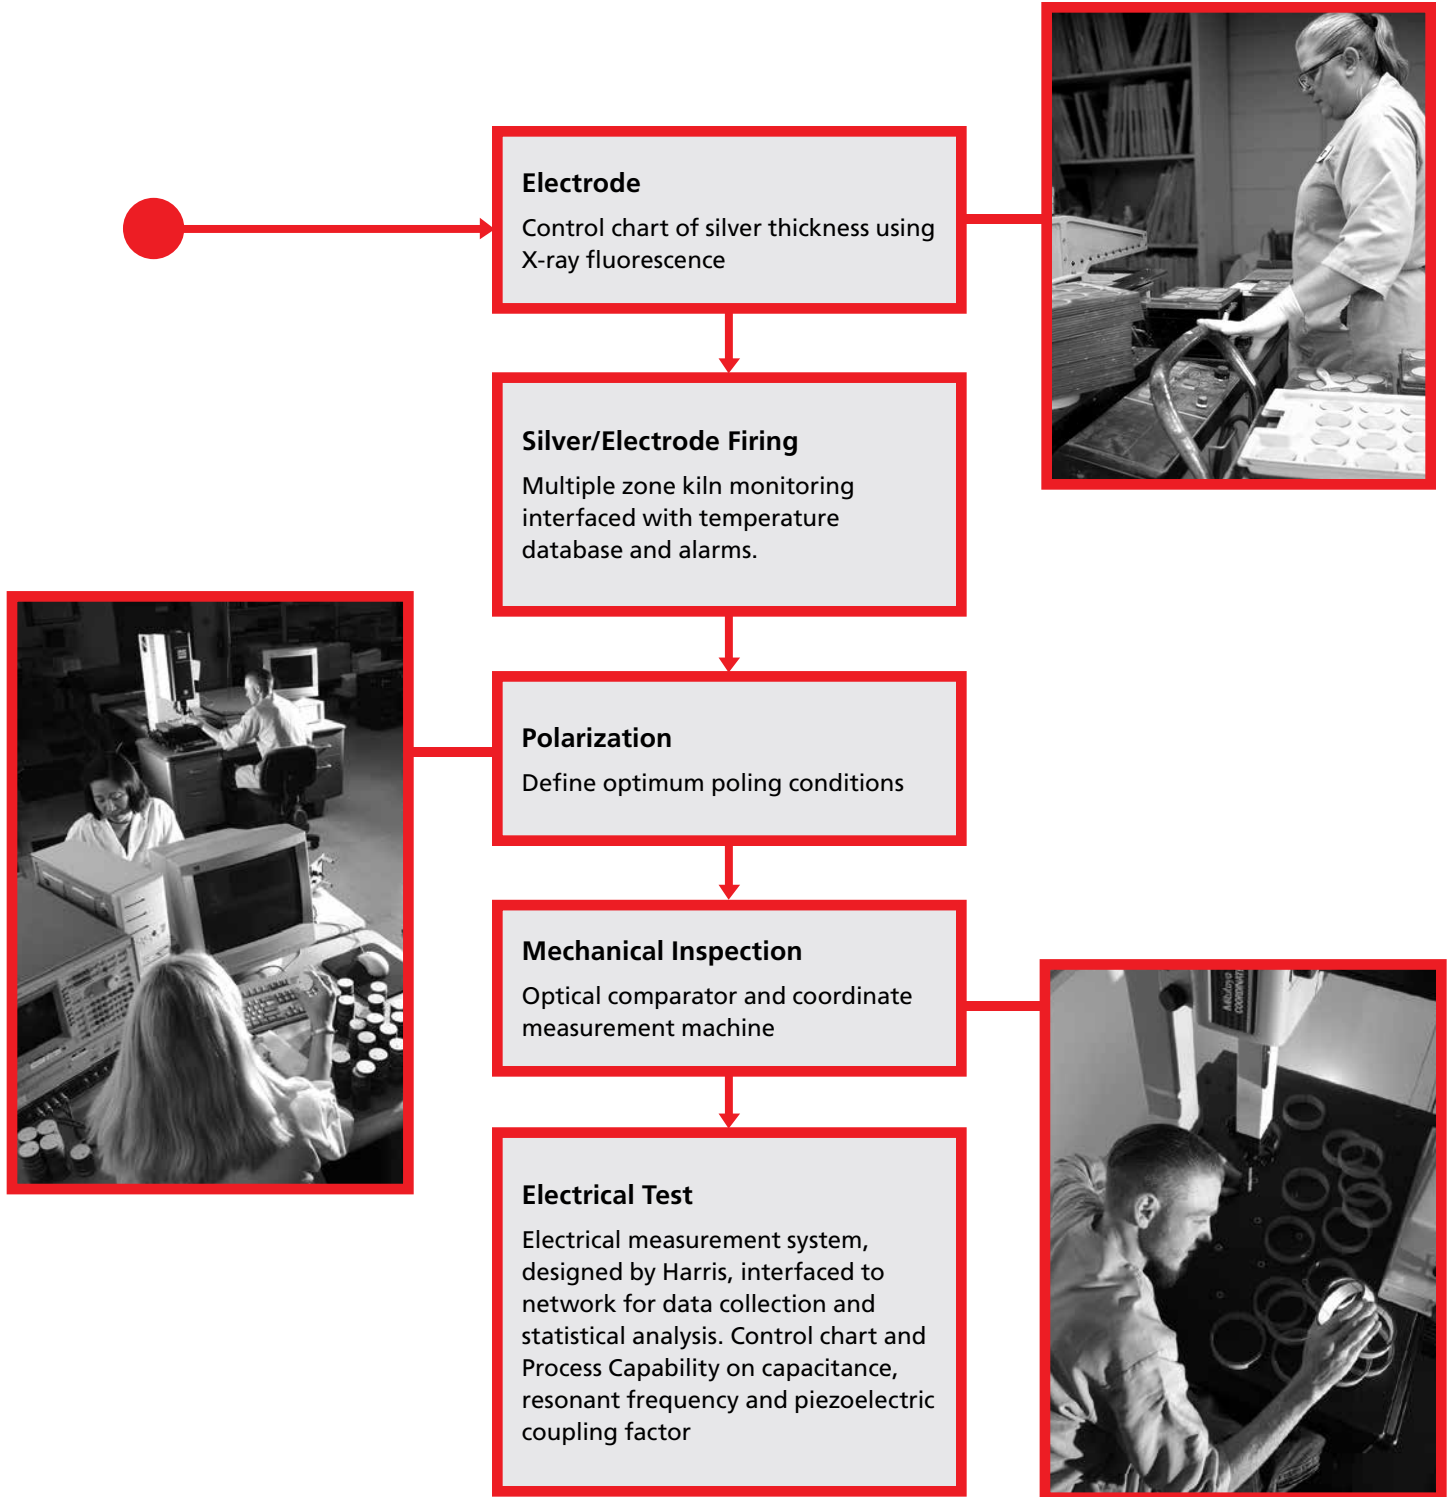 Electrode
Control chart of silver thickness using
X-ray fluorescence
Silver/Electrode Firing
Multiple zone kiln monitoring
interfaced with temperature
database and alarms.
Polarization
Define optimum poling conditions
Mechanical Inspection
Optical comparator and coordinate
measurement machine
Mitutoyo
Electrical Test
Electrical measurement system,
designed by Harris, interfaced to
network for data collection and
statistical analysis. Control chart and
Process Capability on capacitance,
resonant frequency and piezoelectric
coupling factor